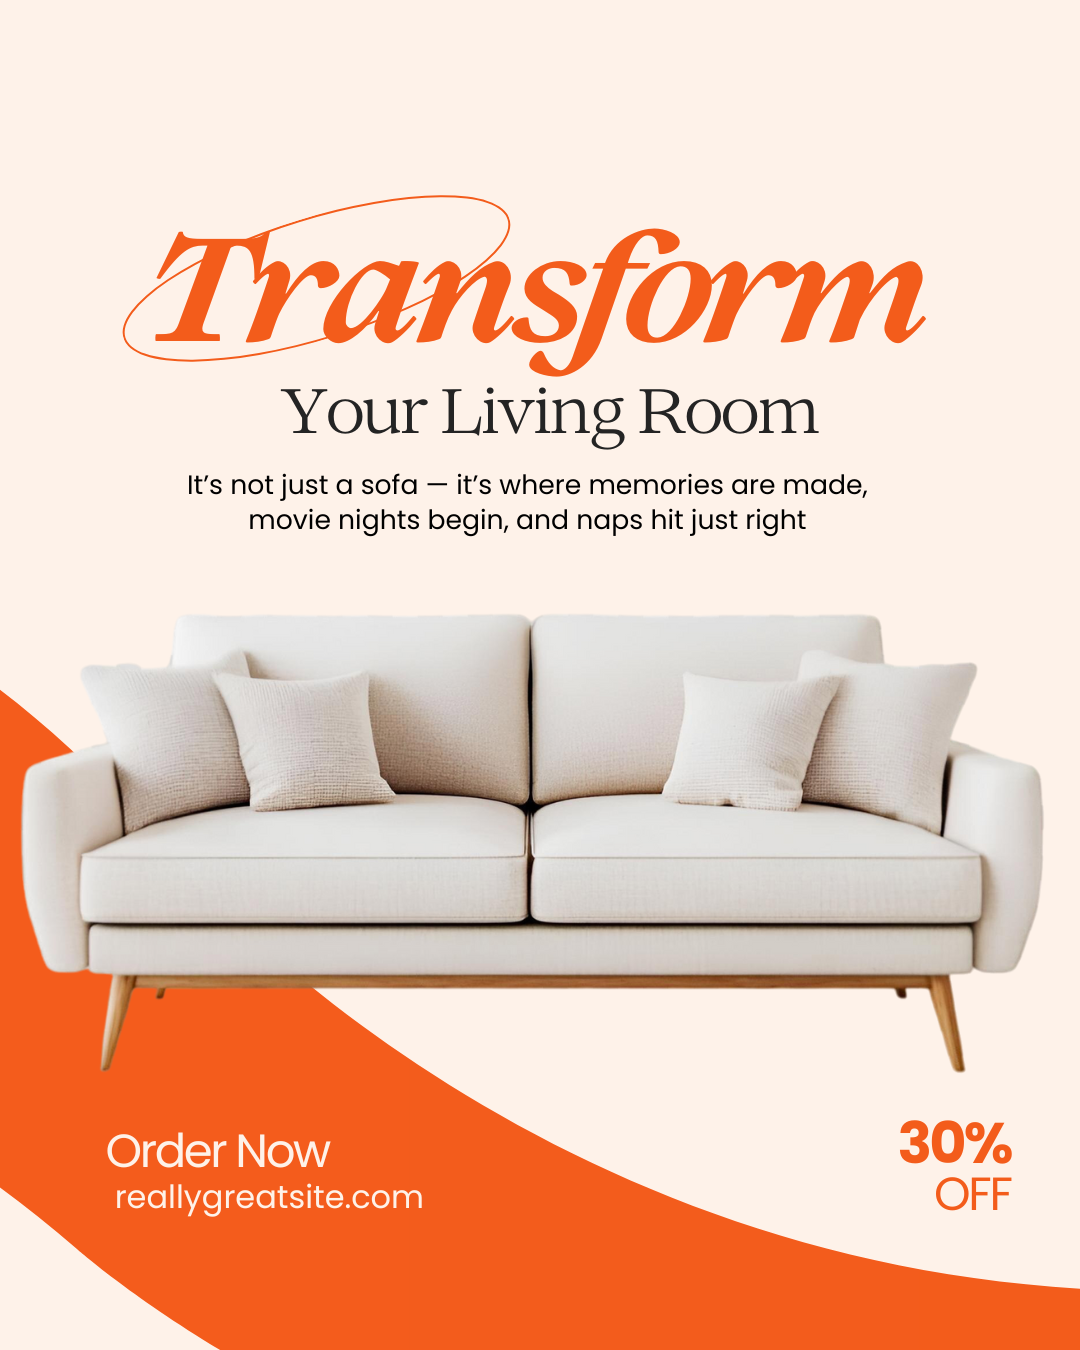 Transform
Your Living Room
It’s not just a sofa — it’s where memories are made,
movie nights begin, and naps hit just right
Order Now
reallygreatsite.com
30%
OFF